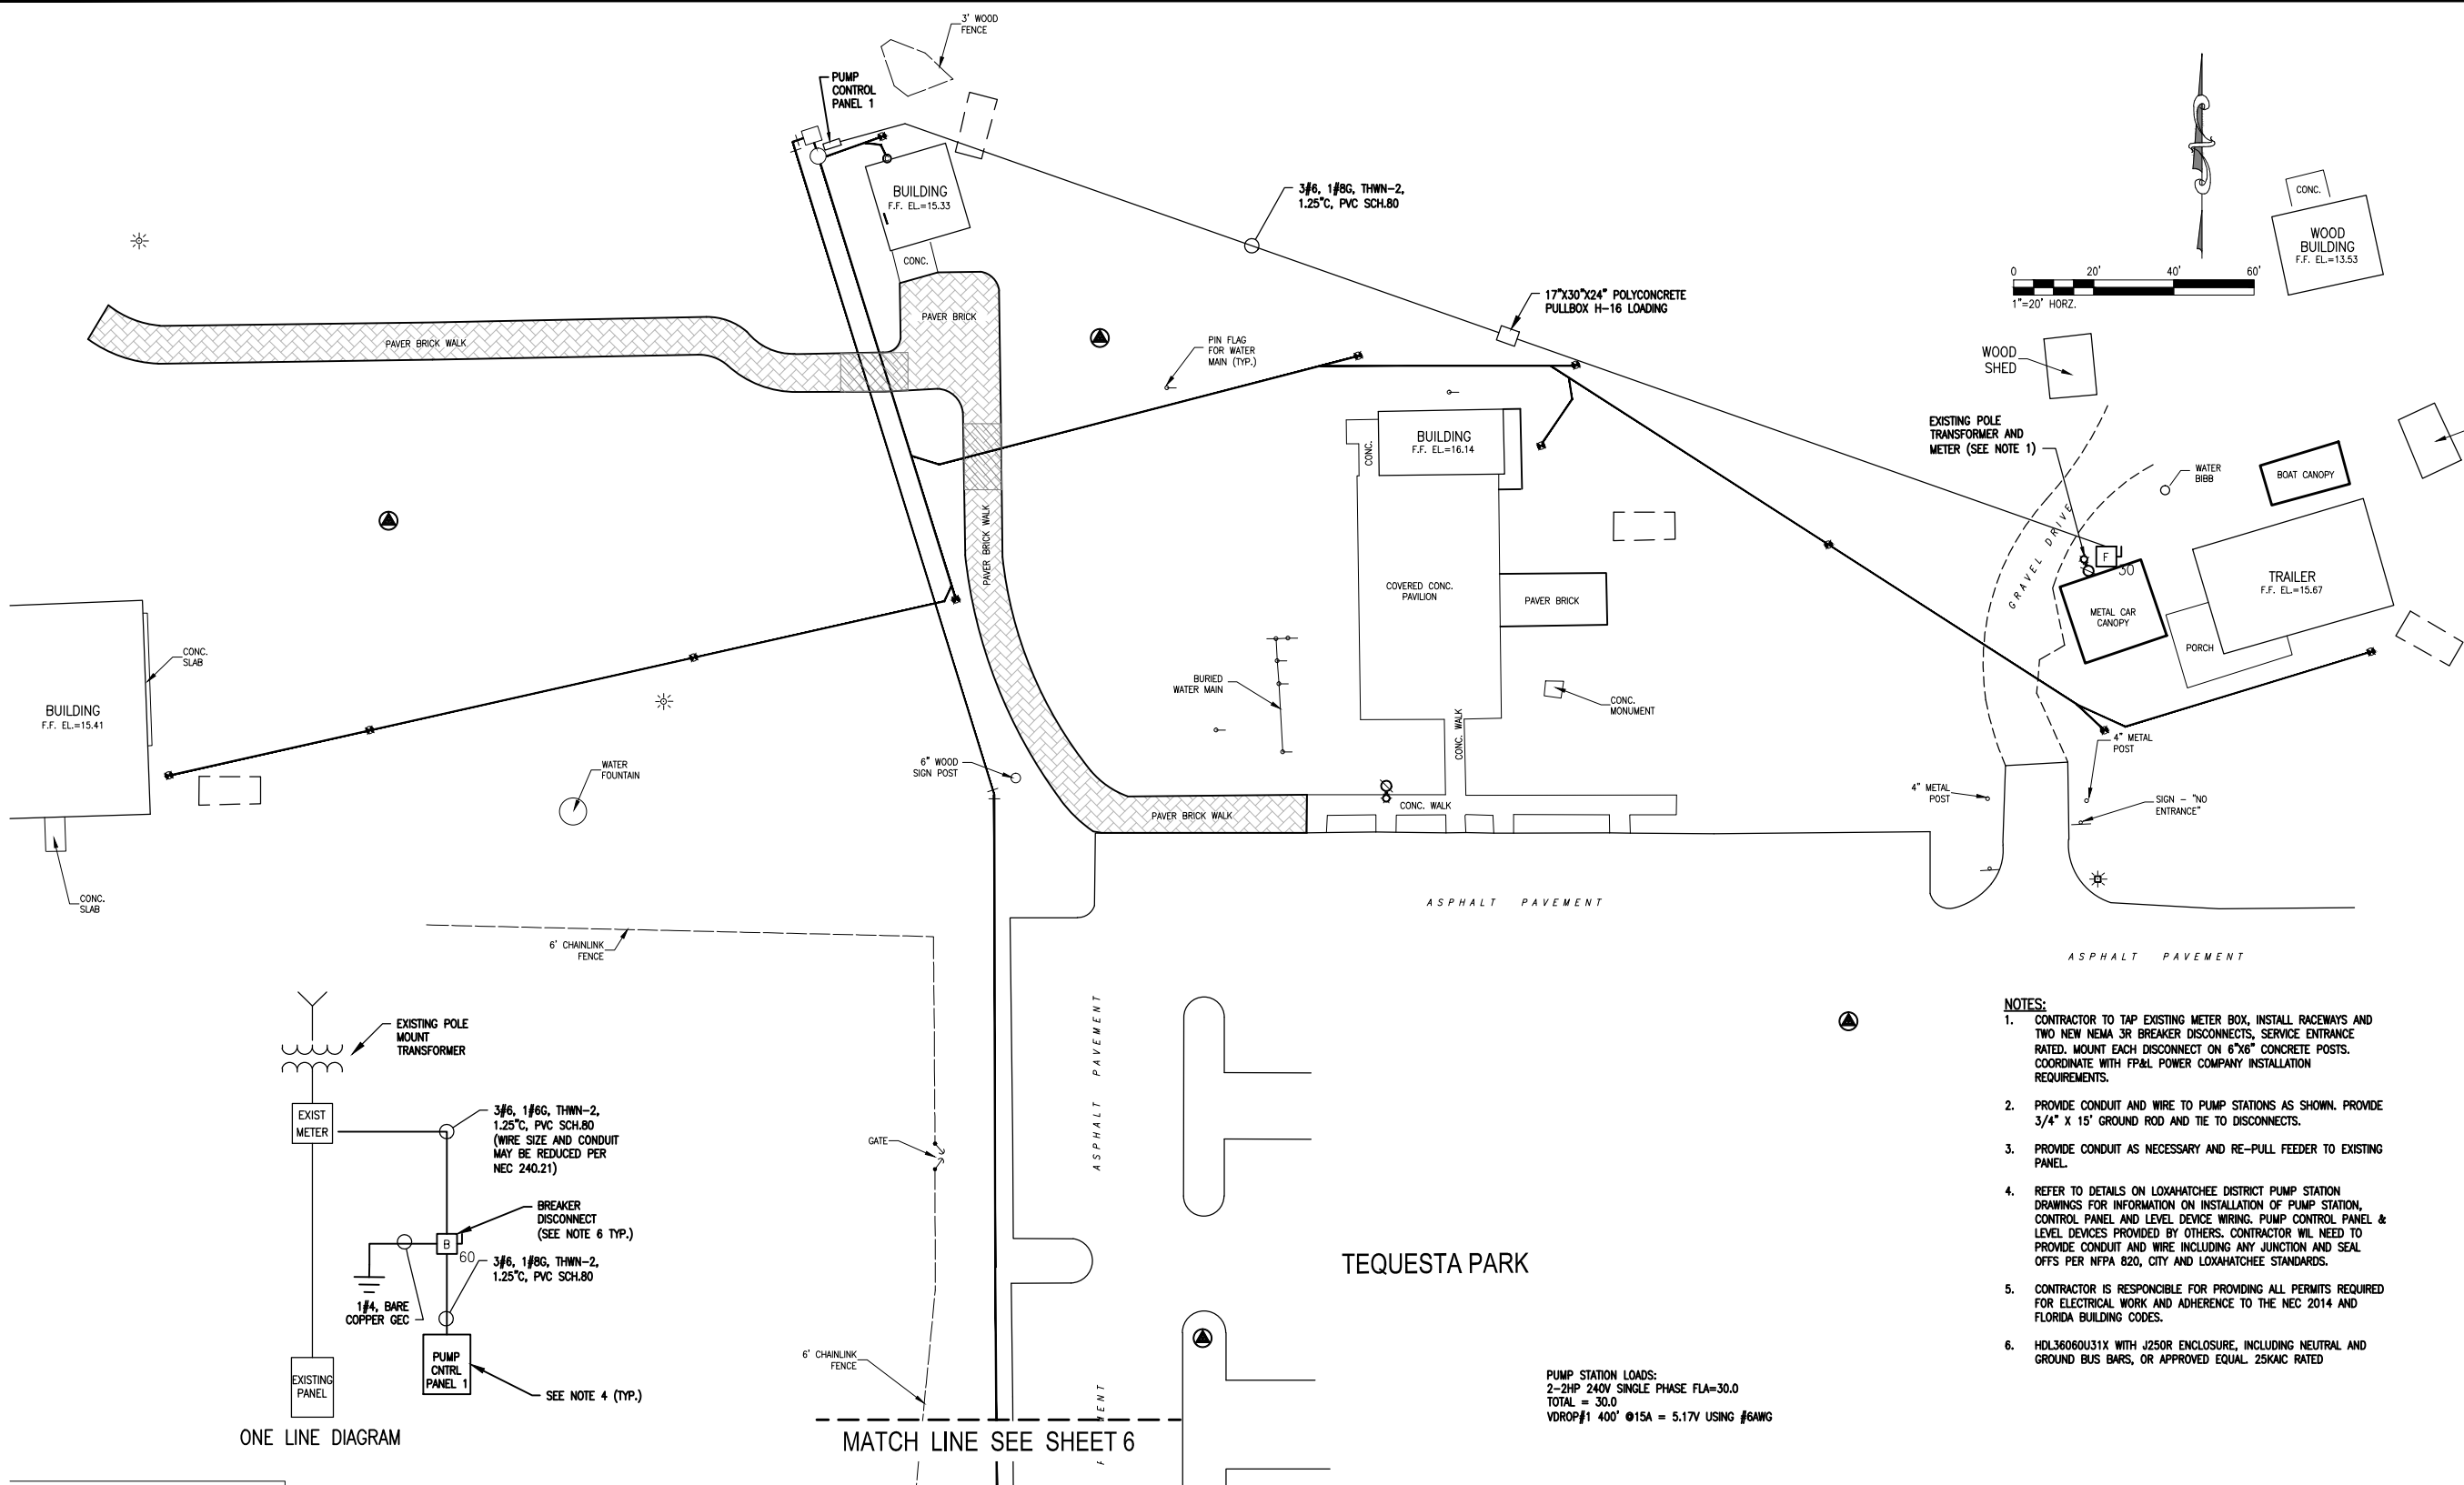 3' WOOD
FENCE
PUMP
CONTROL
PANEL 1
BUILDING
F.F. EL.=15.33
CONC.
3#6, 1#8G, THWN-2,
1.25"C, PVC SCH.80
CONC.
WOOD
BUILDING
F.F. EL.=13.53
0 20' 40' 60'
1"=20' HORZ.
17"X30"X24" POLYCONCRETE
PULLBOX H-16 LOADING
PAVER BRICK
PAVER BRICK WALK
PIN FLAG
FOR WATER
MAIN (TYP.)
WOOD
SHED
EXISTING POLE
TRANSFORMER AND
METER (SEE NOTE 1)
BUILDING
F.F. EL.=16.14
CONC.
WATER
BIBB
BOAT CANOPY
PAVER BRICK WALK
GRAVEL DRIVE
F
30
TRAILER
F.F. EL.=15.67
METAL CAR
CANOPY
PORCH
COVERED CONC.
PAVILION
PAVER BRICK
CONC.
SLAB
BUILDING
F.F. EL.=15.41
BURIED
WATER MAIN
CONC.
MONUMENT
CONC. WALK
4" METAL
POST
6" WOOD
SIGN POST
WATER
FOUNTAIN
4" METAL
POST
SIGN - "NO
ENTRANCE"
CONC. WALK
PAVER BRICK WALK
CONC.
SLAB
ASPHALT PAVEMENT
6' CHAINLINK
FENCE
ASPHALT PAVEMENT
ASPHALT PAVEMENT
GATE
EXISTING POLE
MOUNT
TRANSFORMER
EXIST
METER
3#6, 1#6G, THWN-2,
1.25"C, PVC SCH.80
(WIRE SIZE AND CONDUIT
MAY BE REDUCED PER
NEC 240.21)
BREAKER
DISCONNECT
(SEE NOTE 6 TYP.)
B
60
3#6, 1#8G, THWN-2,
1.25"C, PVC SCH.80
1#4, BARE
COPPER GEC
PUMP
CNTRL
PANEL 1
EXISTING
PANEL
SEE NOTE 4 (TYP.)
ONE LINE DIAGRAM
6' CHAINLINK
FENCE
MATCH LINE SEE SHEET 6
TEQUESTA PARK
PUMP STATION LOADS:
2-2HP 240V SINGLE PHASE FLA=30.0
TOTAL = 30.0
VDROP#1 400' @15A = 5.17V USING #6AWG
NOTES:
1. CONTRACTOR TO TAP EXISTING METER BOX, INSTALL RACEWAYS AND
TWO NEW NEMA 3R BREAKER DISCONNECTS, SERVICE ENTRANCE
RATED. MOUNT EACH DISCONNECT ON 6"X6" CONCRETE POSTS.
COORDINATE WITH FP&L POWER COMPANY INSTALLATION
REQUIREMENTS.
2. PROVIDE CONDUIT AND WIRE TO PUMP STATIONS AS SHOWN. PROVIDE
3/4" X 15' GROUND ROD AND TIE TO DISCONNECTS.
3. PROVIDE CONDUIT AS NECESSARY AND RE-PULL FEEDER TO EXISTING
PANEL.
4. REFER TO DETAILS ON LOXAHATCHEE DISTRICT PUMP STATION
DRAWINGS FOR INFORMATION ON INSTALLATION OF PUMP STATION,
CONTROL PANEL AND LEVEL DEVICE WIRING. PUMP CONTROL PANEL &
LEVEL DEVICES PROVIDED BY OTHERS. CONTRACTOR WIL NEED TO
PROVIDE CONDUIT AND WIRE INCLUDING ANY JUNCTION AND SEAL
OFFS PER NFPA 820, CITY AND LOXAHATCHEE STANDARDS.
5. CONTRACTOR IS RESPONCIBLE FOR PROVIDING ALL PERMITS REQUIRED
FOR ELECTRICAL WORK AND ADHERENCE TO THE NEC 2014 AND
FLORIDA BUILDING CODES.
6. HDL36060U31X WITH J250R ENCLOSURE, INCLUDING NEUTRAL AND
GROUND BUS BARS, OR APPROVED EQUAL. 25KAIC RATED